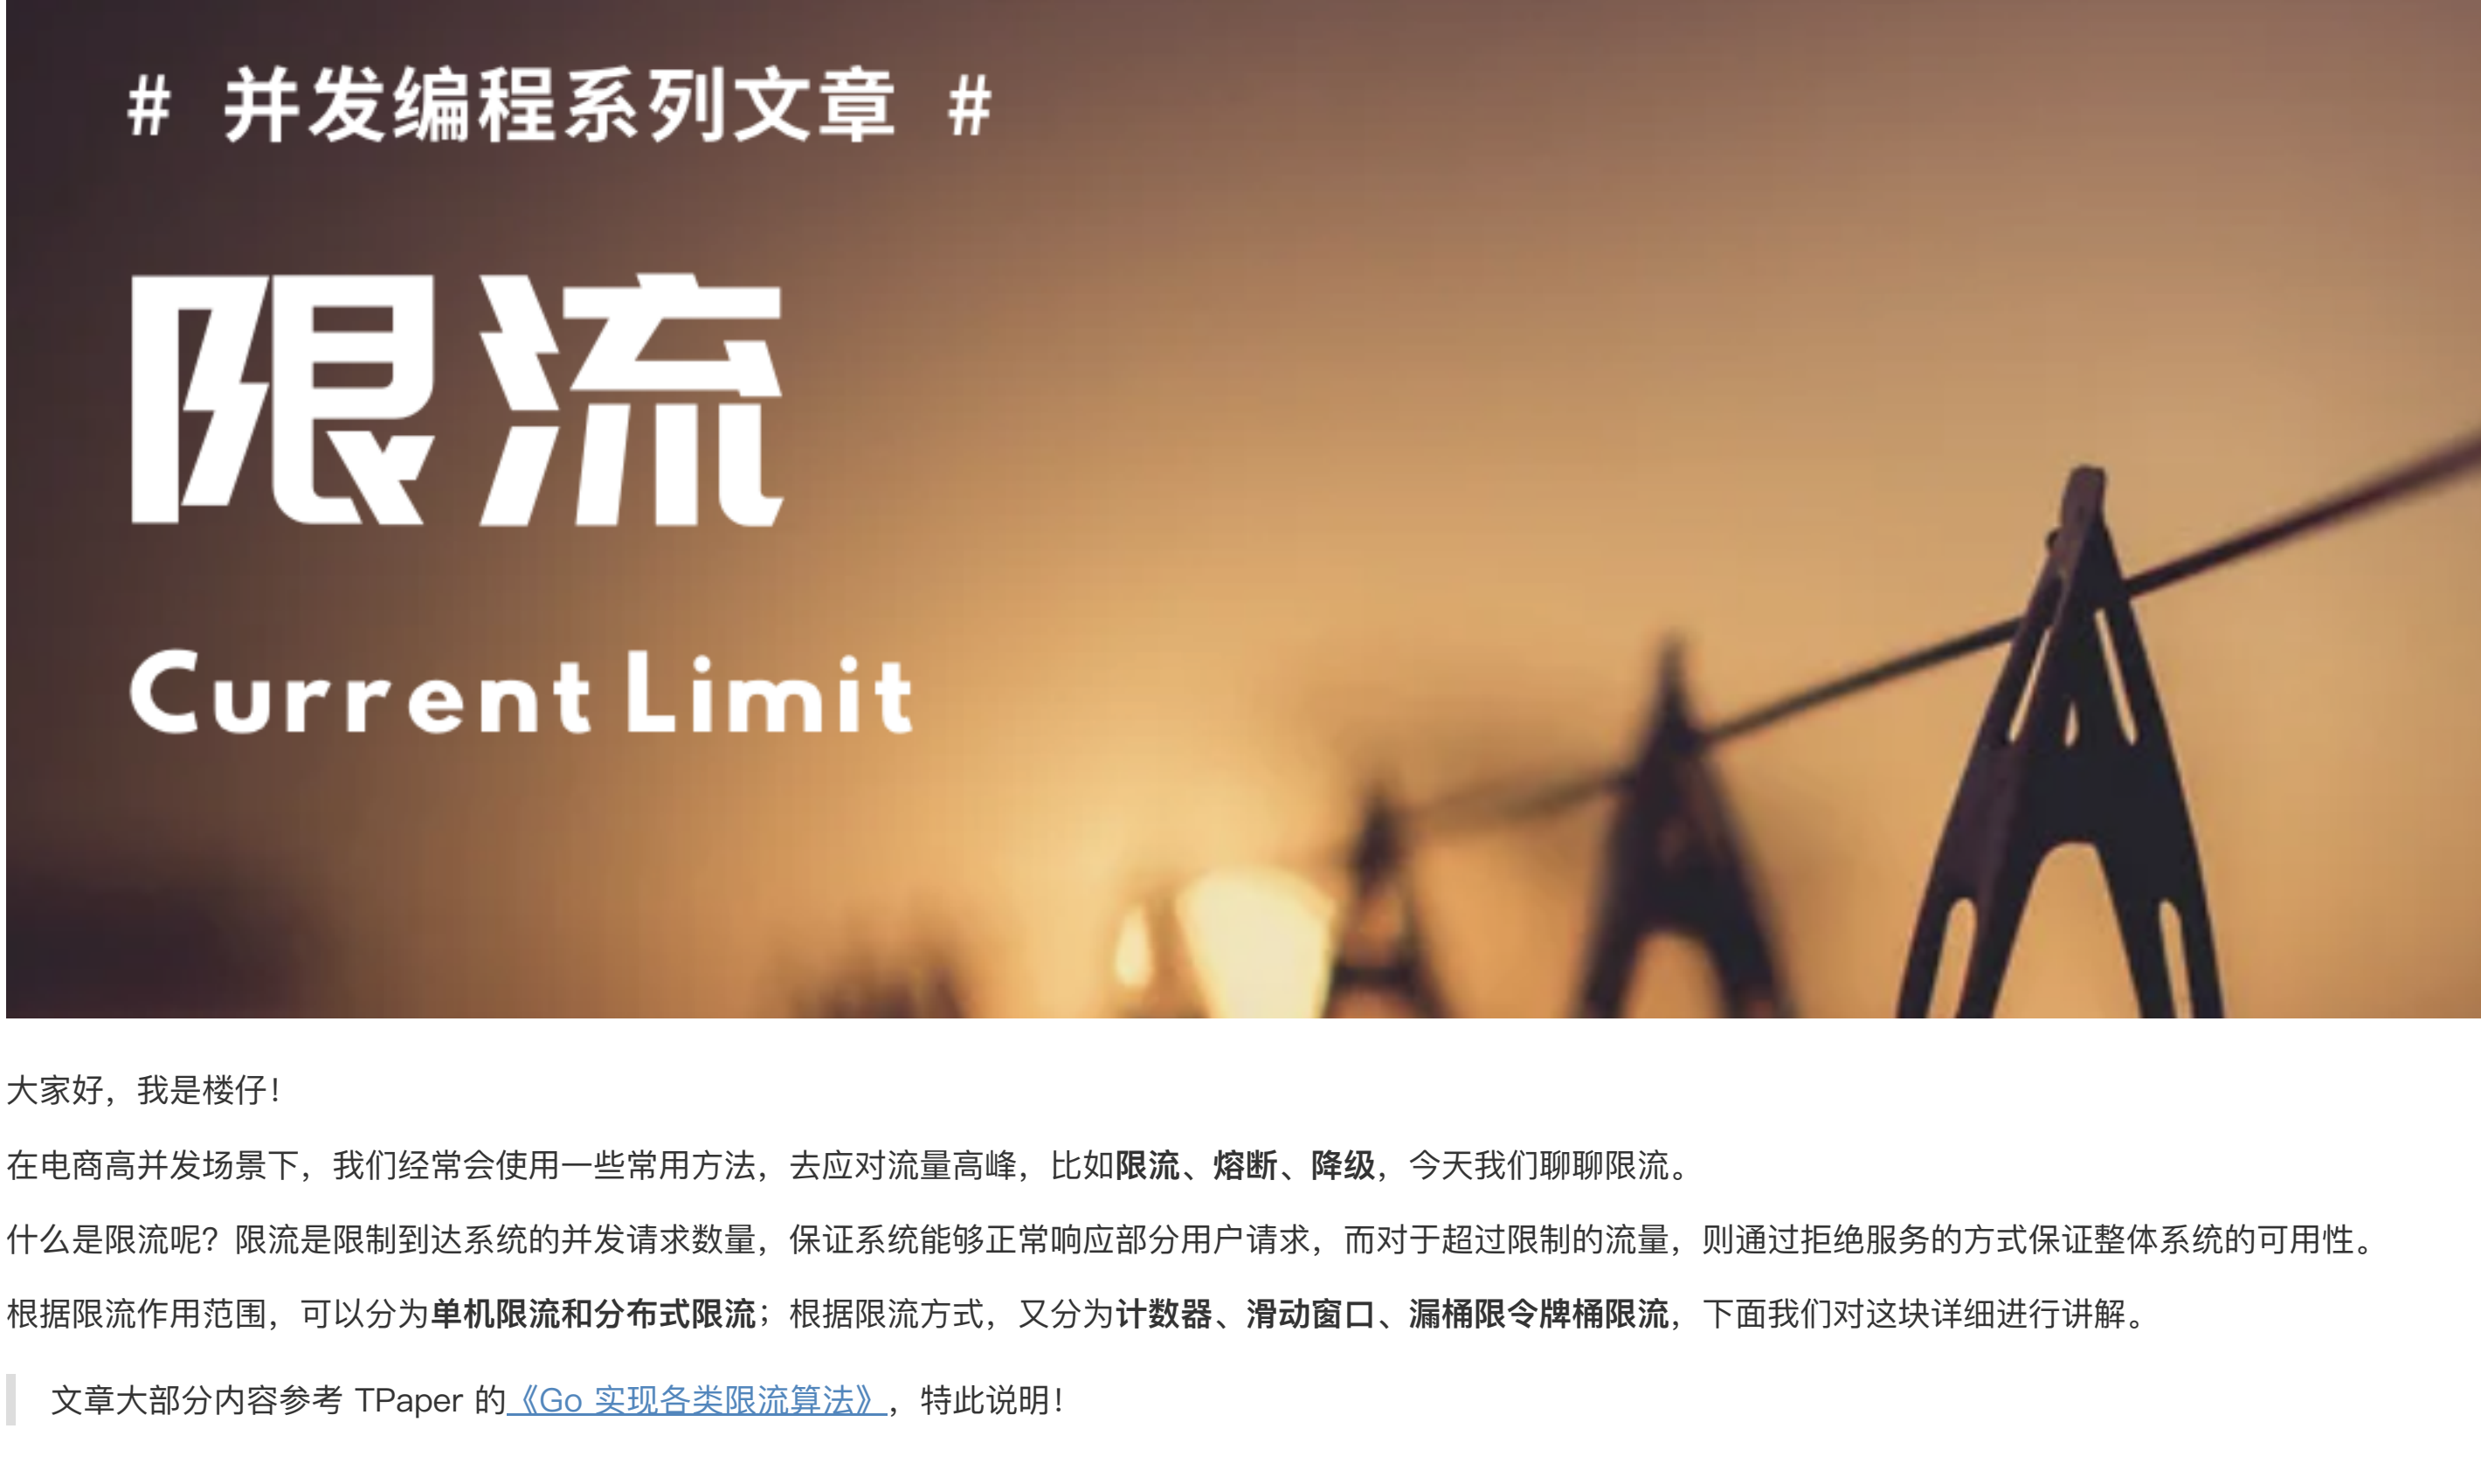 # 并发编程系列文章 #
限流
Current Limit
大家好，我是楼仔！
在电商高并发场景下，我们经常会使用一些常用方法，去应对流量高峰，比如限流、熔断、降级，今天我们聊聊限流。
什么是限流呢？限流是限制到达系统的并发请求数量，保证系统能够正常响应部分用户请求，而对于超过限制的流量，则通过拒绝服务的方式保证整体系统的可用性。
根据限流作用范围，可以分为单机限流和分布式限流；根据限流方式，又分为计数器、滑动窗口、漏桶限令牌桶限流，下面我们对这块详细进行讲解。
文章大部分内容参考 TPaper 的《Go 实现各类限流算法》，特此说明！